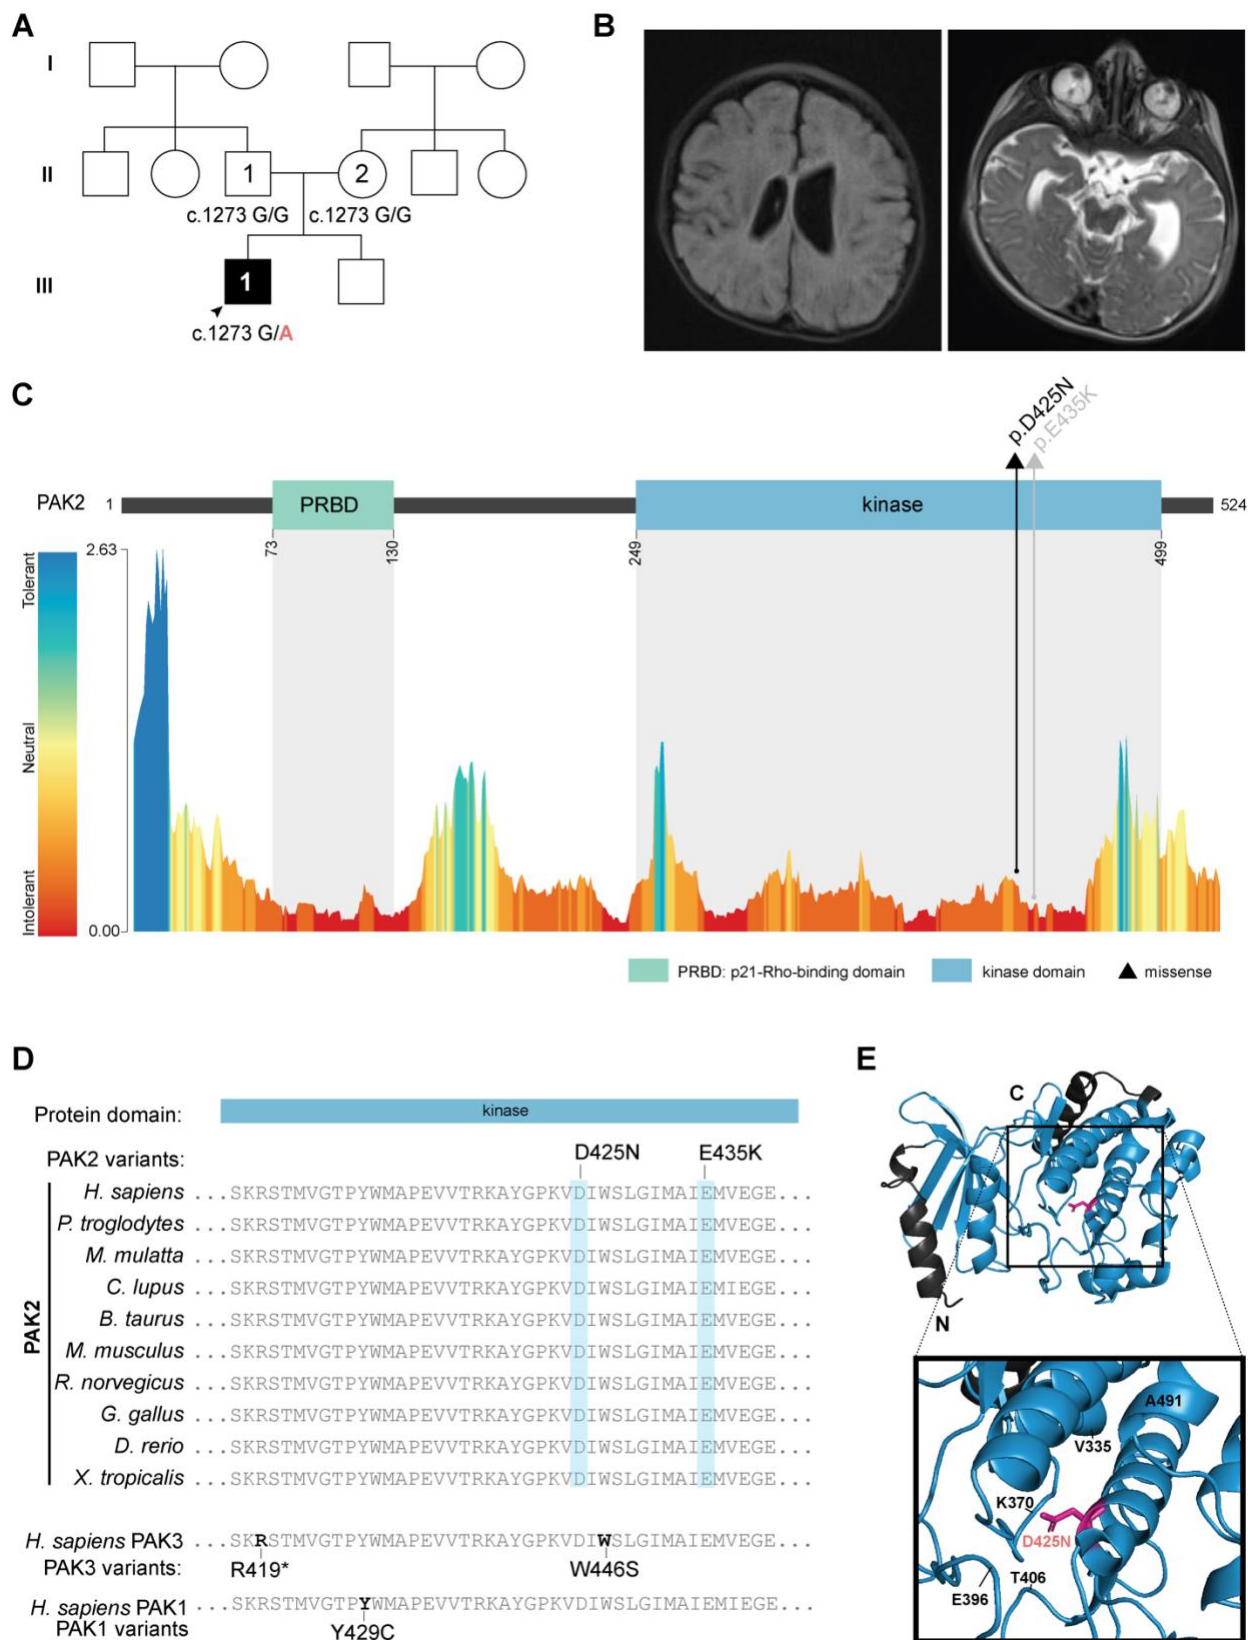 A
B
I
II
1
2
c.1273 G/G
c.1273 G/G
III
1
c.1273 G/A
C
p.D425N
p.E435K
PAK2
1
PRBD
kinase
524
73
130
249
499
Tolerant
Neutral
Intolerant
2.63
0.00
PRBD: p21-Rho-binding domain
kinase domain
missense
D
Protein domain:
kinase
PAK2 variants:
D425N
E435K
PAK2
H. sapiens ...SKRSTMVGTPYWMAPEVVTRKAYGPKVDIWSLGIMAIEMVEGE...
P. troglodytes ...SKRSTMVGTPYWMAPEVVTRKAYGPKVDIWSLGIMAIEMVEGE...
M. mulatta ...SKRSTMVGTPYWMAPEVVTRKAYGPKVDIWSLGIMAIEMVEGE...
C. lupus ...SKRSTMVGTPYWMAPEVVTRKAYGPKVDIWSLGIMAIEMIEGE...
B. taurus ...SKRSTMVGTPYWMAPEVVTRKAYGPKVDIWSLGIMAIEMVEGE...
M. musculus ...SKRSTMVGTPYWMAPEVVTRKAYGPKVDIWSLGIMAIEMVEGE...
R. norvegicus ...SKRSTMVGTPYWMAPEVVTRKAYGPKVDIWSLGIMAIEMVEGE...
G. gallus ...SKRSTMVGTPYWMAPEVVTRKAYGPKVDIWSLGIMAIEMVEGE...
D. rerio ...SKRSTMVGTPYWMAPEVVTRKAYGPKVDIWSLGIMAIEMVEGE...
X. tropicalis ...SKRSTMVGTPYWMAPEVVTRKAYGPKVDIWSLGIMAIEMVEGE...
H. sapiens PAK3 ...SKRSTMVGTPYWMAPEVVTRKAYGPKVDIWSLGIMAIEMVEGE...
PAK3 variants:
R419*
W446S
H. sapiens PAK1 ...SKRSTMVGTPYWMAPEVVTRKAYGPKVDIWSLGIMAIEMIEGE...
PAK1 variants
Y429C
E
C
N
A491
V335
K370
D425N
T406
E396